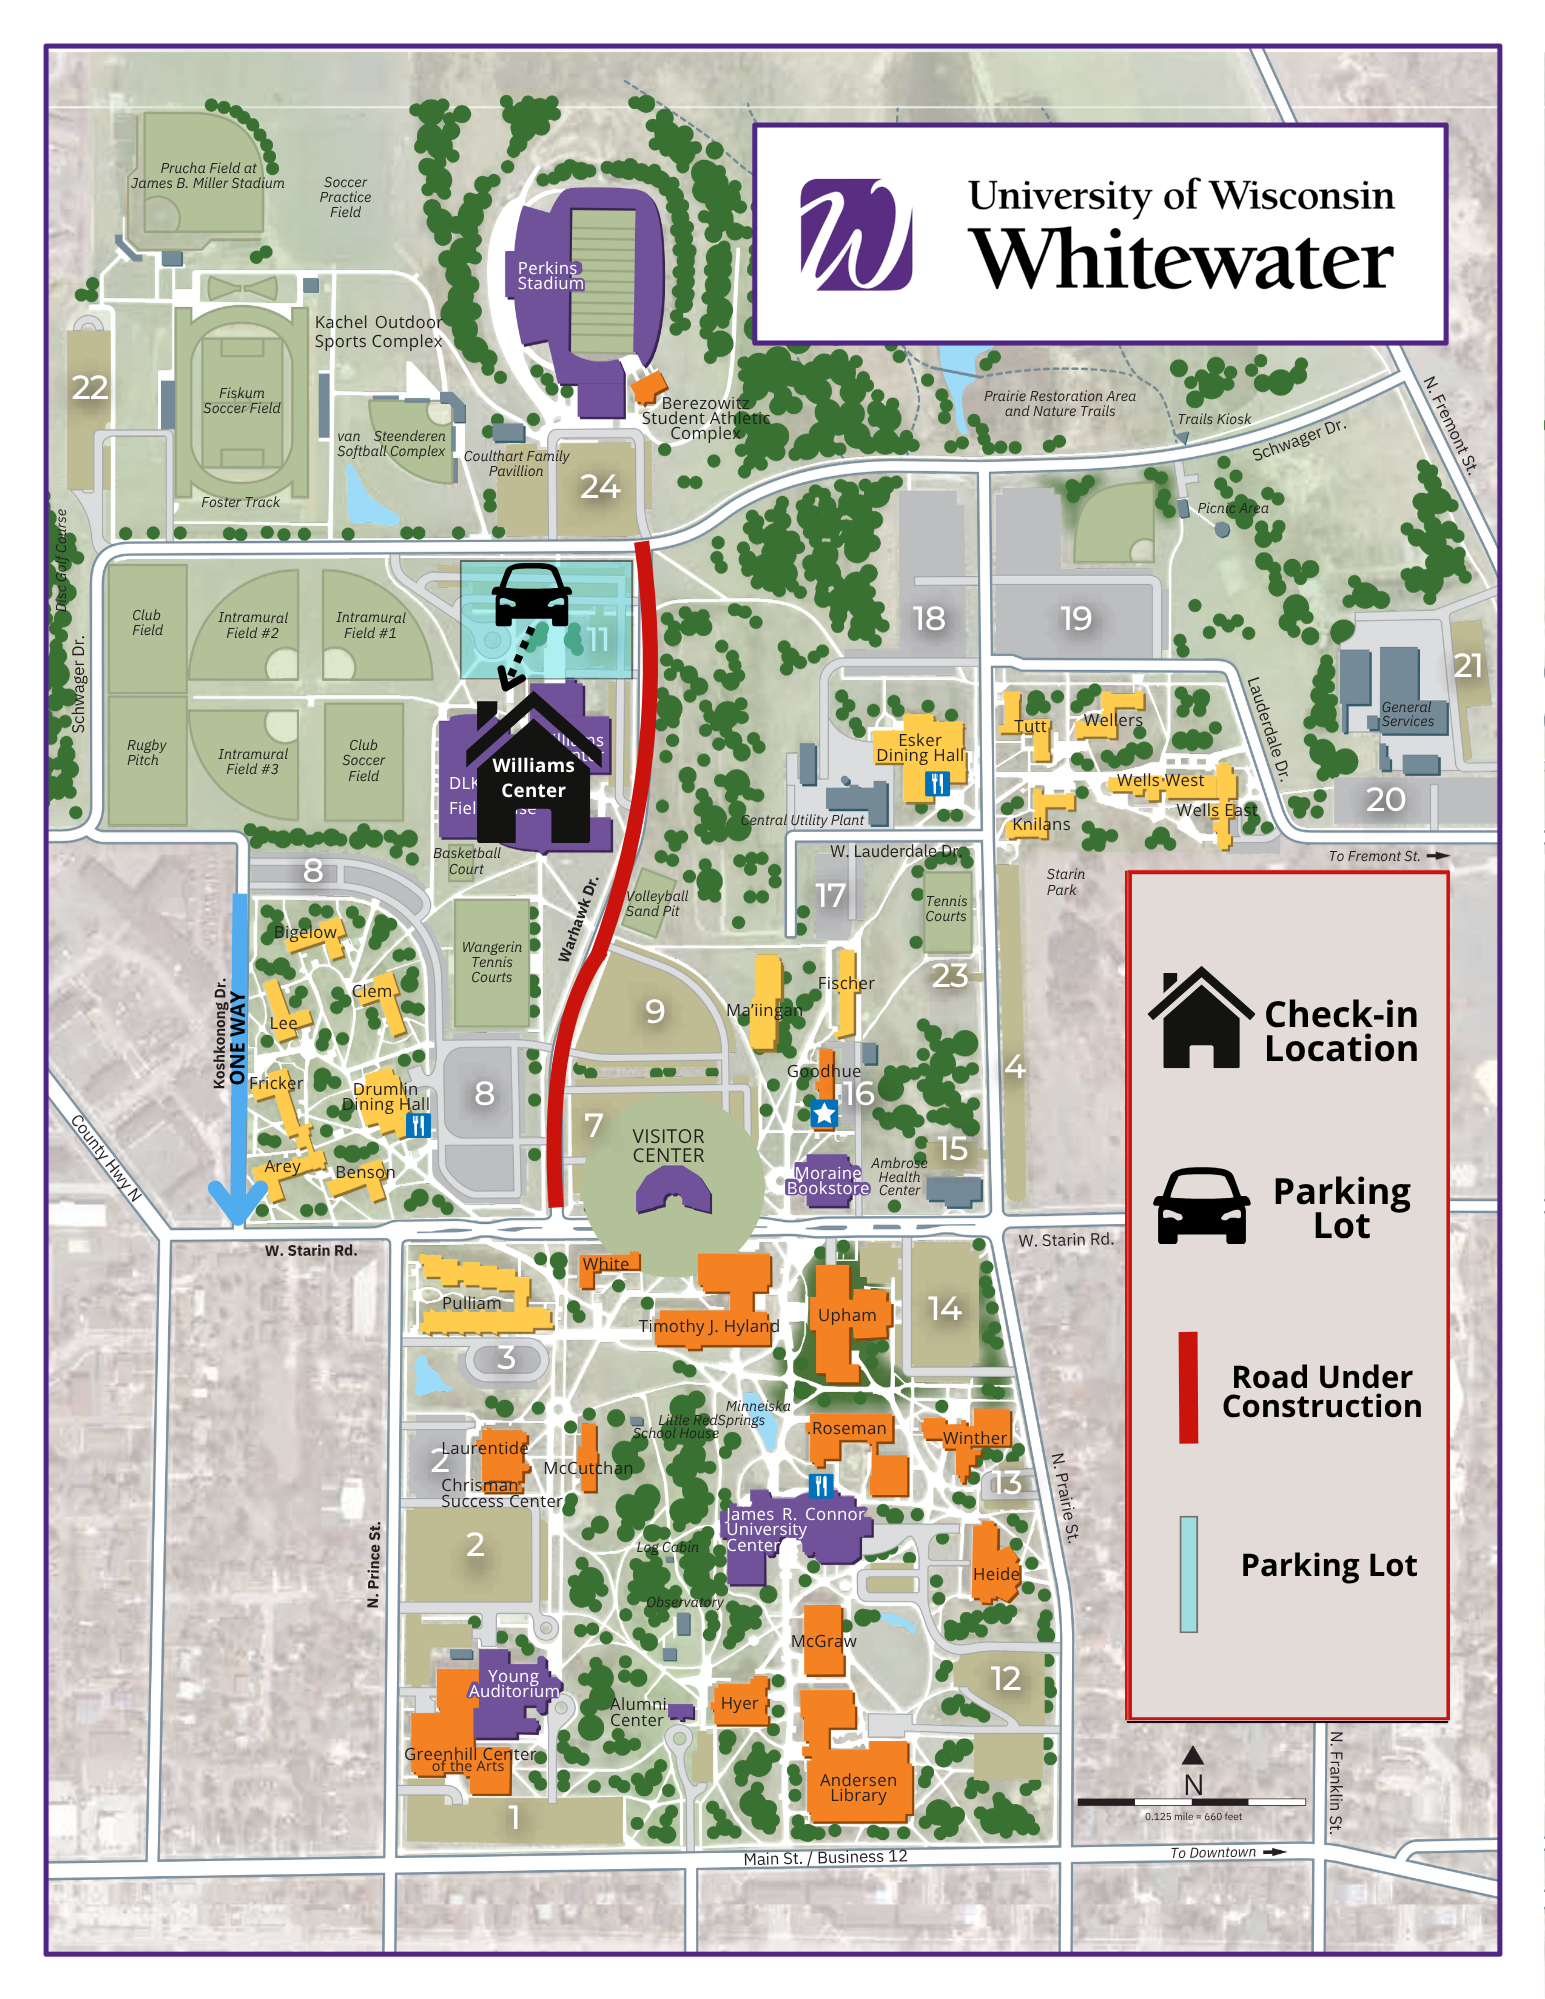 University of Wisconsin
Whitewater
Prucha Field at
James B. Miller Stadium
Soccer
Practice
Field
Perkins
Stadium
Kachel Outdoor
Sports Complex
22
Fiskum
Soccer Field
van Steenderen
Softball Complex
Foster Track
Coulthart Family
Pavillion
Berezowitz
Student Athletic
Complex
24
Prairie Restoration Area
and Nature Trails
Trails Kiosk
Schwager Dr.
N. Fremont St.
Picnic Area
Disc Golf Course
Club
Field
Intramural
Field #2
Intramural
Field #1
11
18
19
21
Schwager Dr.
Rugby
Pitch
Intramural
Field #3
Club
Soccer
Field
Williams
Center
DLK
Esker
Dining Hall
Tutt
Wellers
Lauderdale Dr.
General
Services
Wells West
Wells East
20
Knilans
Central Utility Plant
W. Lauderdale Dr.
To Fremont St.
Basketball
Court
8
Warhawk Dr.
Volleyball
Sand Pit
17
Tennis
Courts
Starin
Park
Bigelow
Wangerin
Tennis
Courts
Clem
Lee
9
Ma'iingan
Fischer
23
Koshkonong Dr.
ONE WAY
Fricker
Drumlin
Dining Hall
8
7
Goodhue
16
4
County Hwy N
Arey
Benson
VISITOR
CENTER
Moraine
Bookstore
Ambrose
Health
Center
15
W. Starin Rd.
W. Starin Rd.
White
Pulliam
Timothy J. Hyland
Upham
14
3
Minneiska
Springs
Little Red
School House
Roseman
Winther
Laurentide
2
McCutchan
Chrisman
Success Center
13
N. Prairie St.
James R. Connor
University
Center
2
Log Cabin
Heide
N. Prince St.
Observatory
McGraw
12
Young
Auditorium
Alumni
Center
Hyer
Greenhill Center
of the Arts
Andersen
Library
1
Main St. / Business 12
To Downtown
N. Franklin St.
N
0.125 mile = 660 feet
Check-in
Location
Parking
Lot
Road Under
Construction
Parking Lot